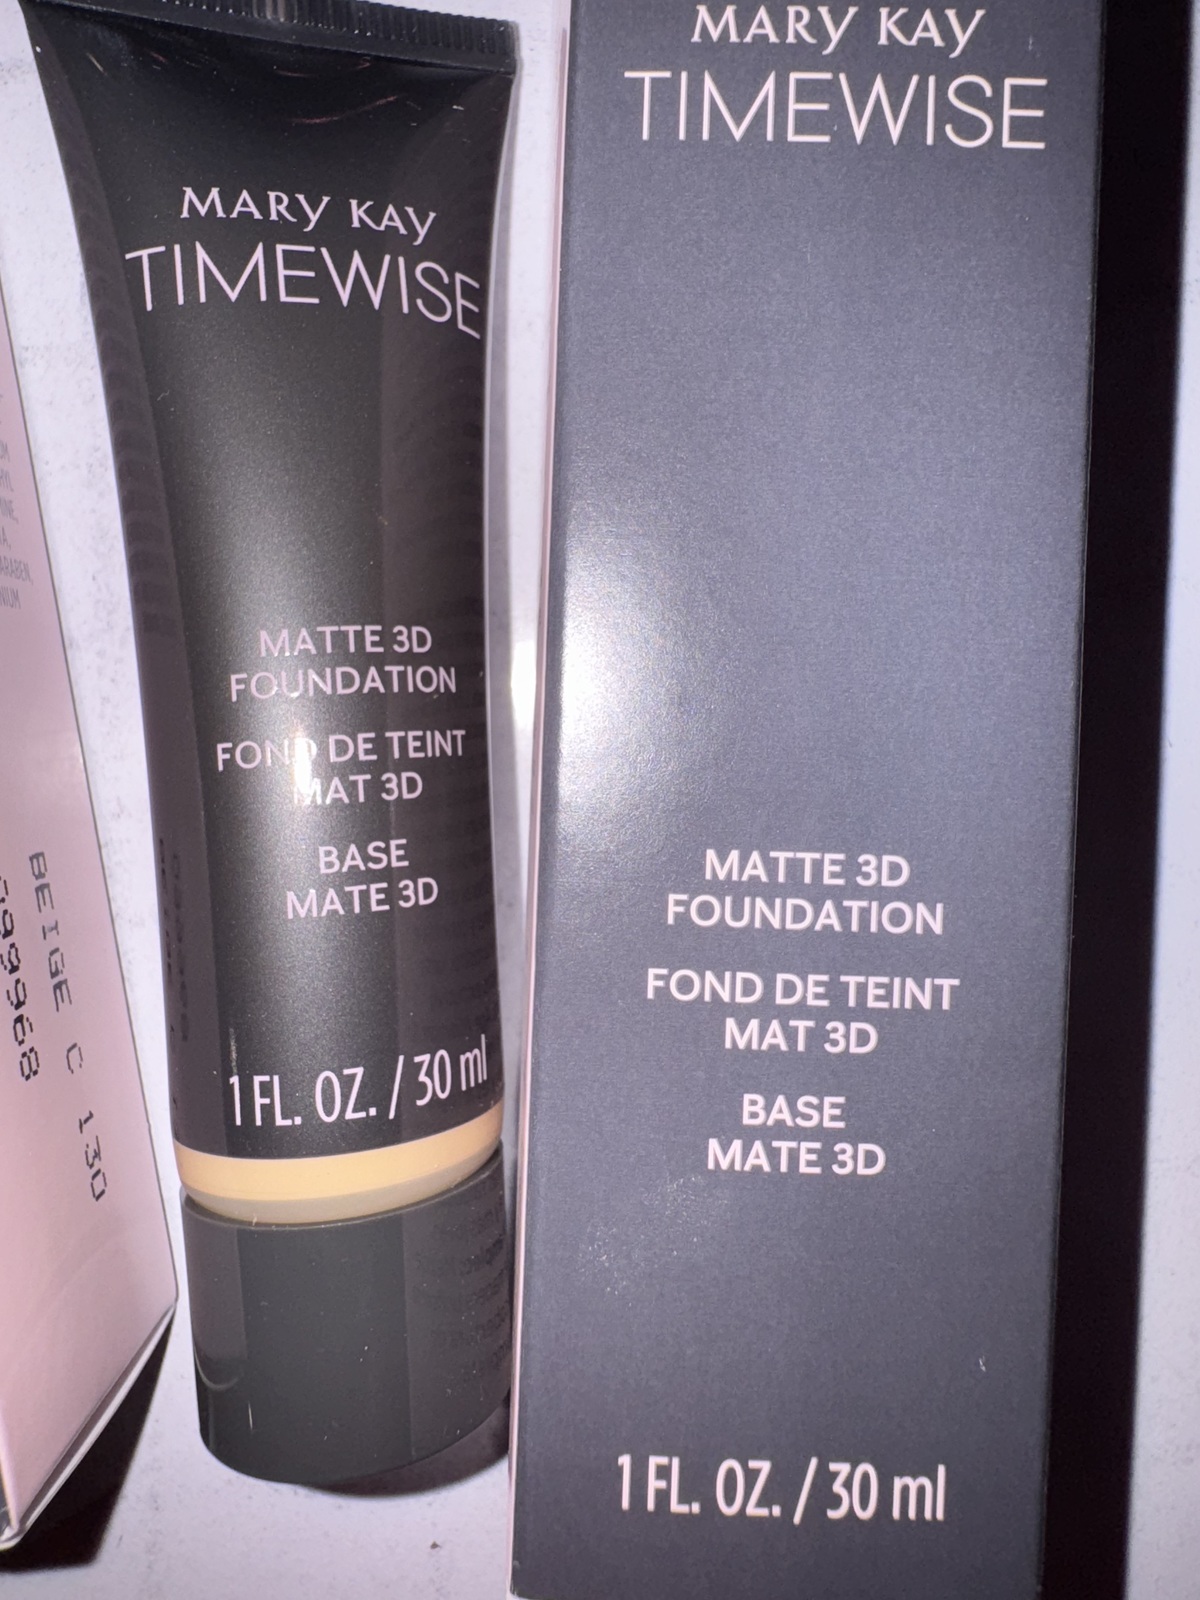 MARY KAY
TIMEWISE
MATTE 3D
FOUNDATION
FOND DE TEINT
MAT 3D
BASE
MATE 3D
1 FL. OZ. / 30 ml
MARY KAY
TIMEWISE
MATTE 3D
FOUNDATION
FOND DE TEINT
MAT 3D
BASE
MATE 3D
1 FL. OZ. / 30 ml
BEIGE C 130